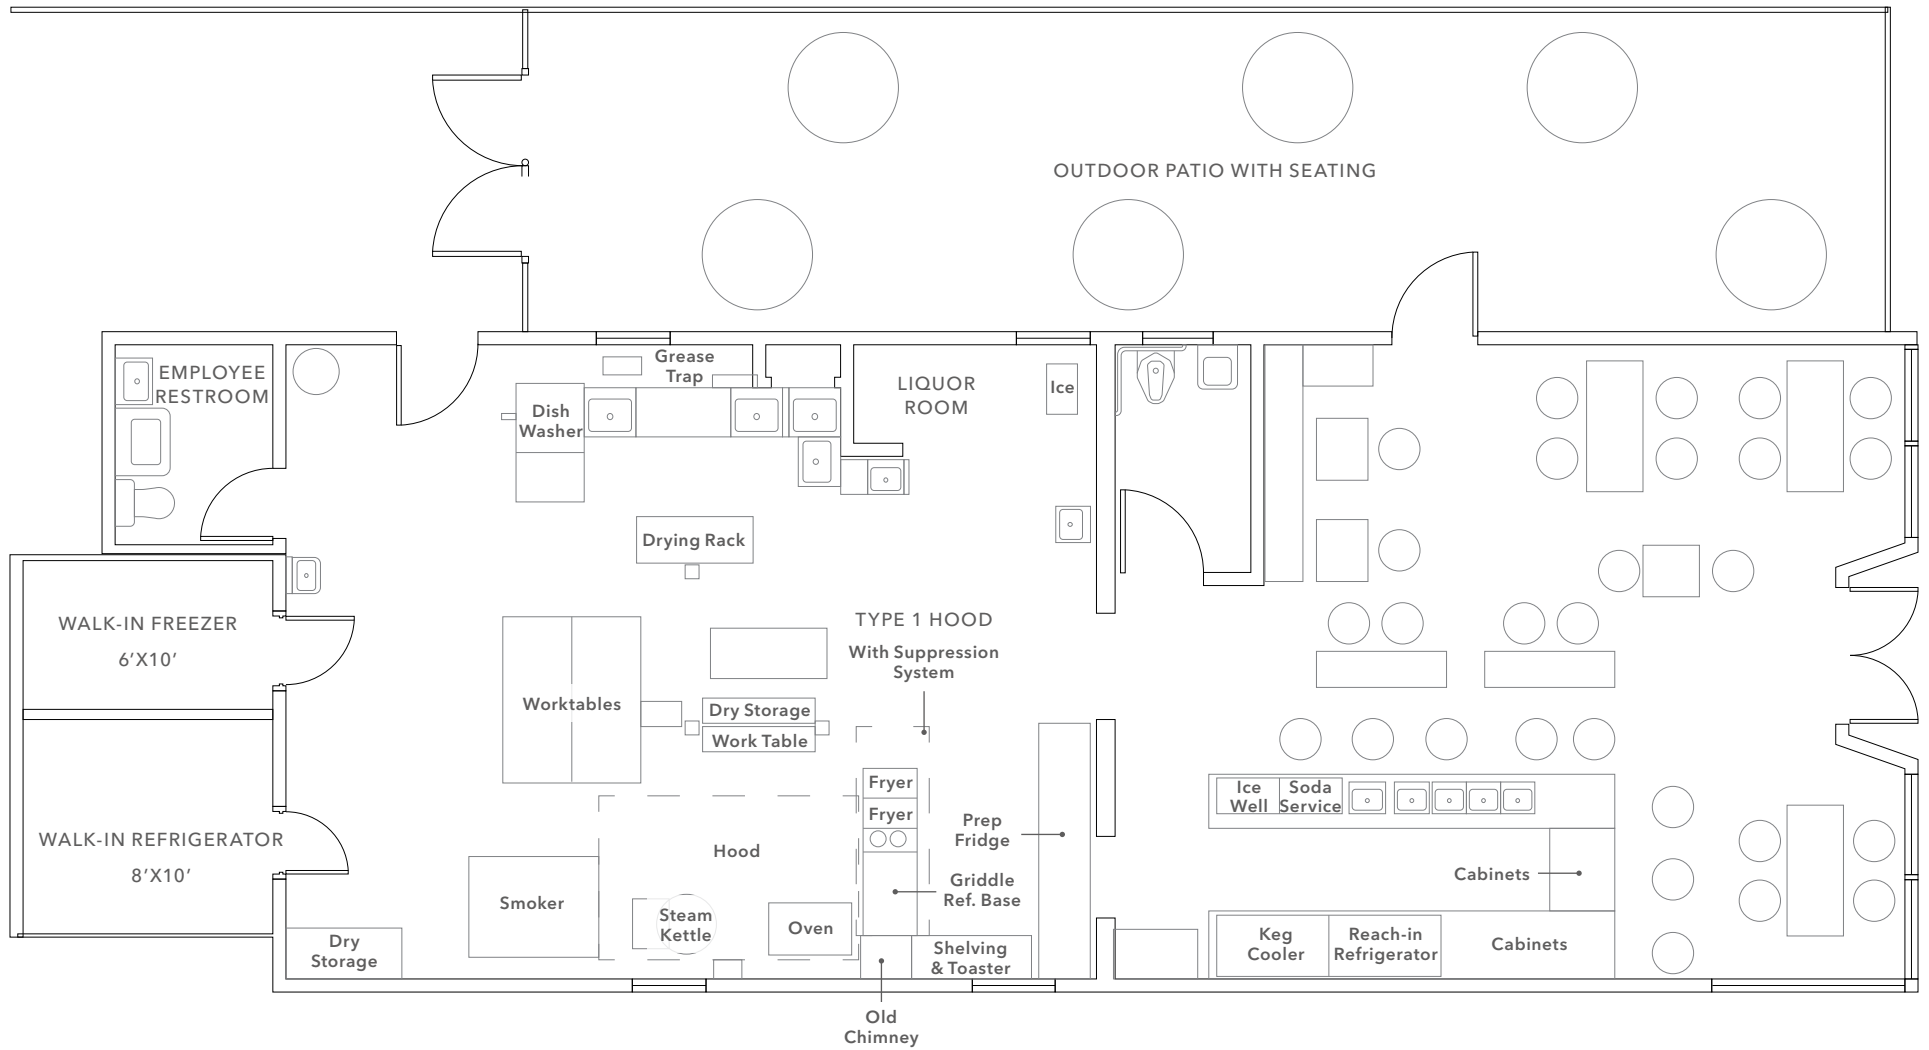 OUTDOOR PATIO WITH SEATING
EMPLOYEE
RESTROOM
Grease
Trap
LIQUOR
ROOM
Ice
Dish
Washer
Drying Rack
WALK-IN FREEZER
6’X10’
TYPE 1 HOOD
With Suppression
System
Worktables
Dry Storage
Work Table
WALK-IN REFRIGERATOR
8’X10’
Hood
Fryer
Fryer
Prep
Fridge
Griddle
Ref. Base
Ice
Well
Soda
Service
Cabinets
Smoker
Steam
Kettle
Oven
Dry
Storage
Shelving
& Toaster
Keg
Cooler
Reach-in
Refrigerator
Cabinets
Old
Chimney